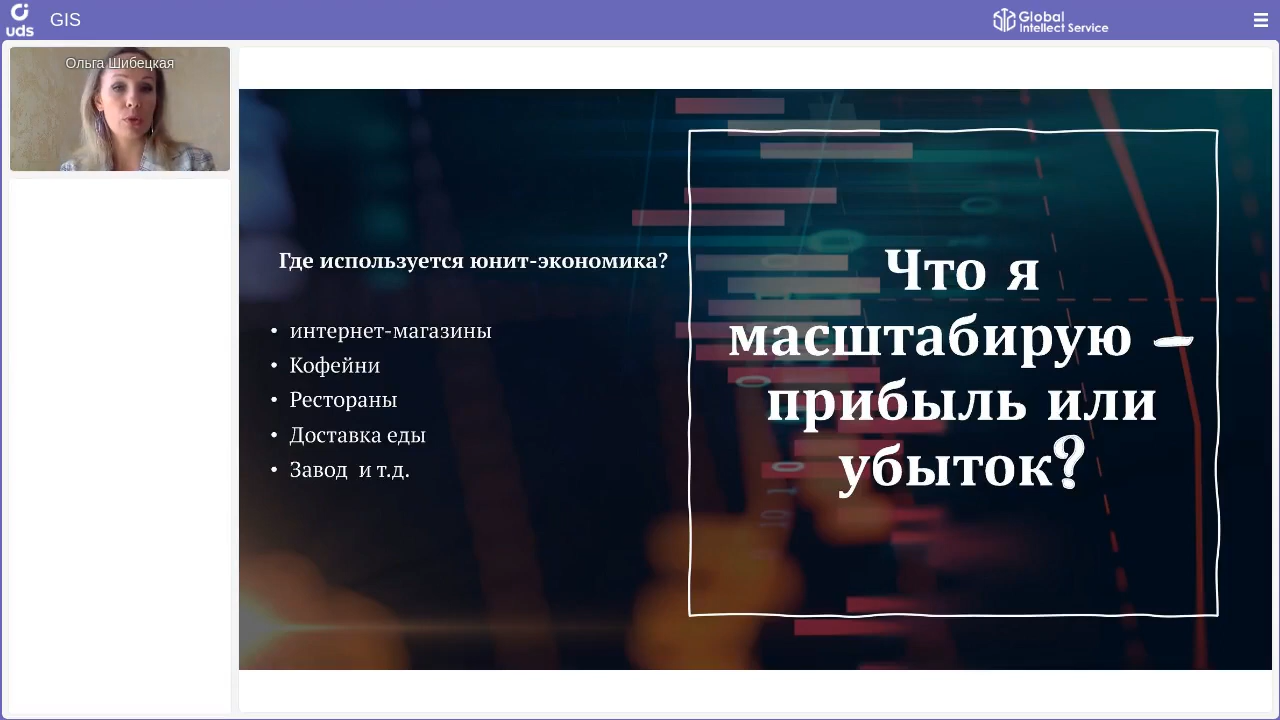 uds
GIS
Global
Intellect Service
Ольга Шибецкая
Где используется юнит-экономика?
• интернет-магазины
• Кофейни
• Рестораны
• Доставка еды
• Завод и т.д.
Что я
масштабирую –
прибыль или
убыток?